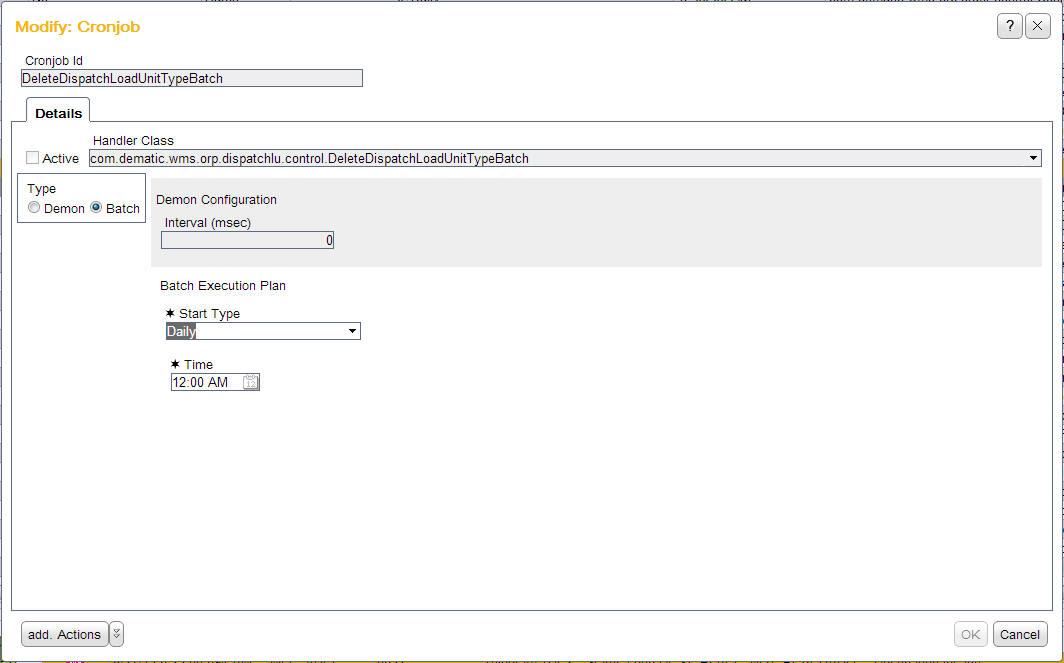 Modify: Cronjob
?
Cronjob Id
DeleteDispatchLoadUnitTypeBatch
Details
Handler Class
Active
com.dematic.wms.orp.dispatchlu.control.DeleteDispatchLoadUnitTypeBatch
Type
Demon Batch
Demon Configuration
Interval (msec)
0
Batch Execution Plan
✶ Start Type
Daily
✶ Time
12:00 AM
12
add. Actions
OK
Cancel